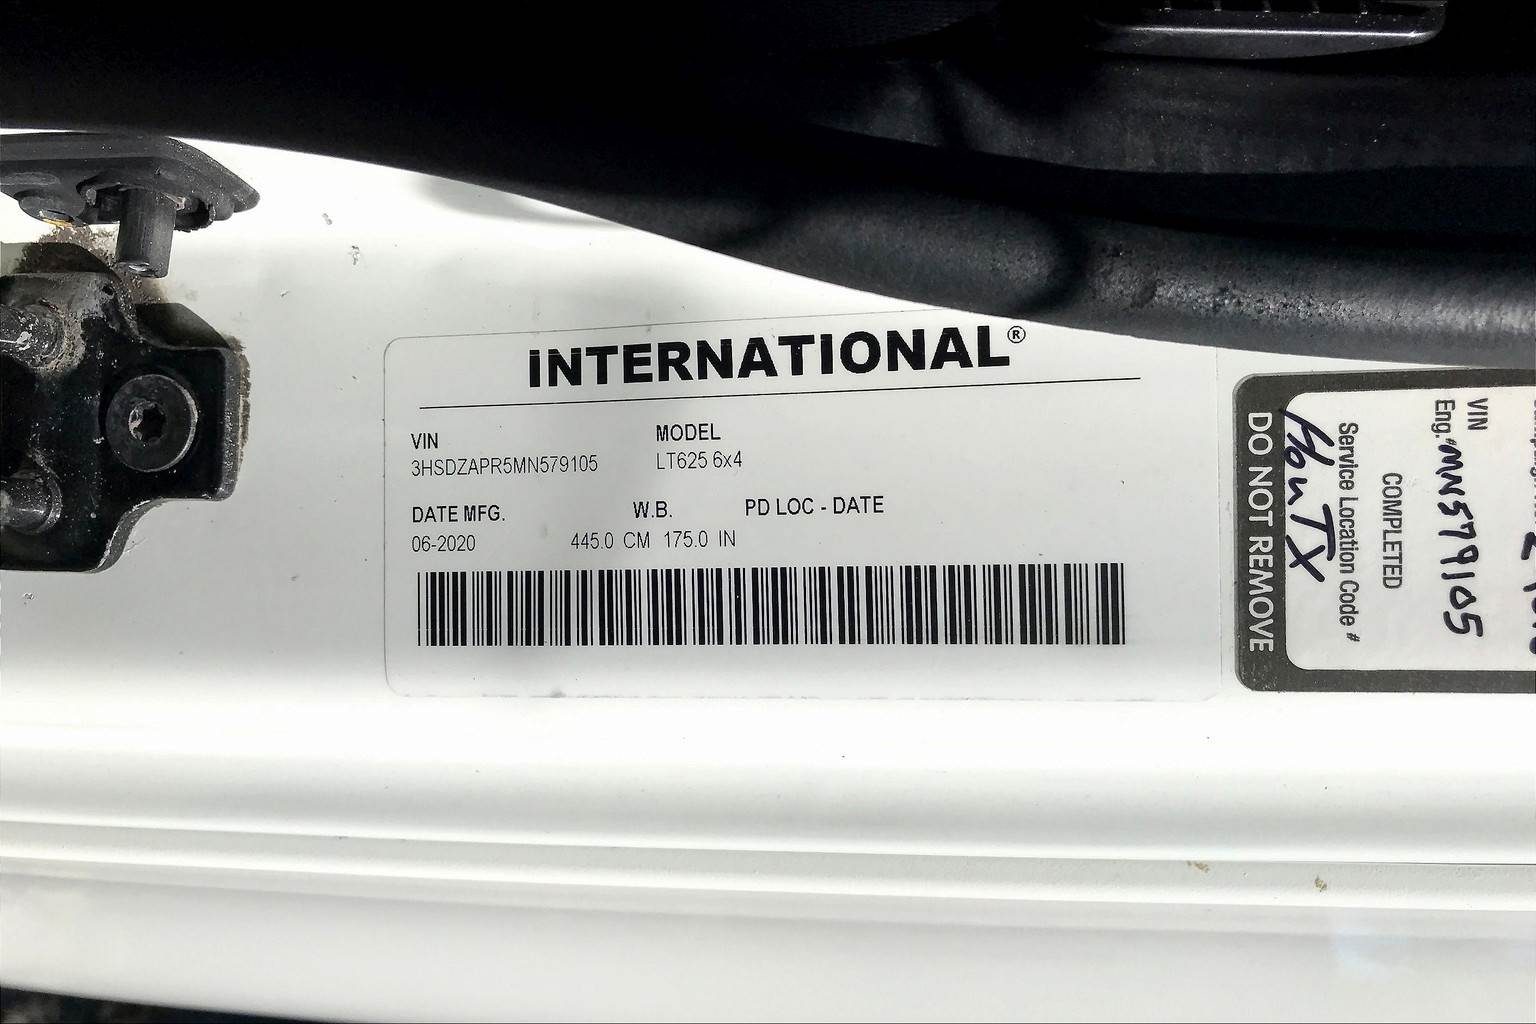 INTERNATIONAL®
VIN
3HSDZAPR5MN579105
MODEL
LT625 6x4
DATE MFG.
06-2020
W.B.
445.0 CM 175.0 IN
PD LOC - DATE
VIN
Eng. MN579105
COMPLETED
Service Location Code #
HouTX
DO NOT REMOVE